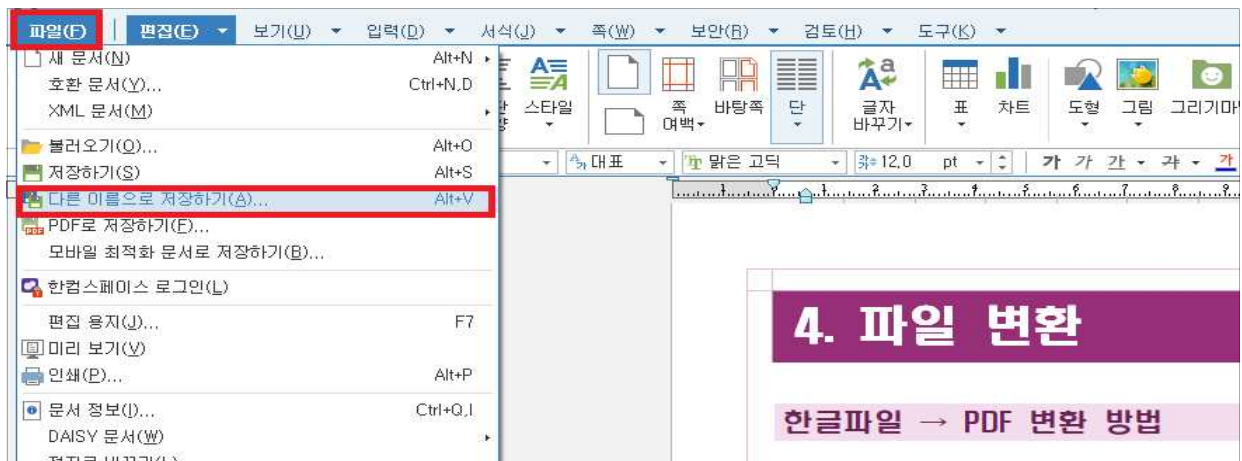 파일(F) 편집(E) 보기(U) 입력(D) 서식(J) 쪽(W) 보안(R) 검토(H) 도구(K)
새 문서(N) Alt+N
호환 문서(Y)... Ctrl+N,D
XML 문서(M)
불러오기(O)... Alt+O
저장하기(S) Alt+S
다른 이름으로 저장하기(A)... Alt+V
PDF로 저장하기(F)...
모바일 최적화 문서로 저장하기(B)...
한컴스페이스 로그인(L)
편집 용지(J)... F7
미리 보기(V)
인쇄(P)... Alt+P
문서 정보(I)... Ctrl+Q,I
DAISY 문서(W)
스타일 쪽 여백 바탕쪽 단 글자 바꾸기 표 차트 도형 그림
대표 맑은 고딕 12.0 pt 가 가 가 가 가
4. 파일 변환
한글파일 → PDF 변환 방법